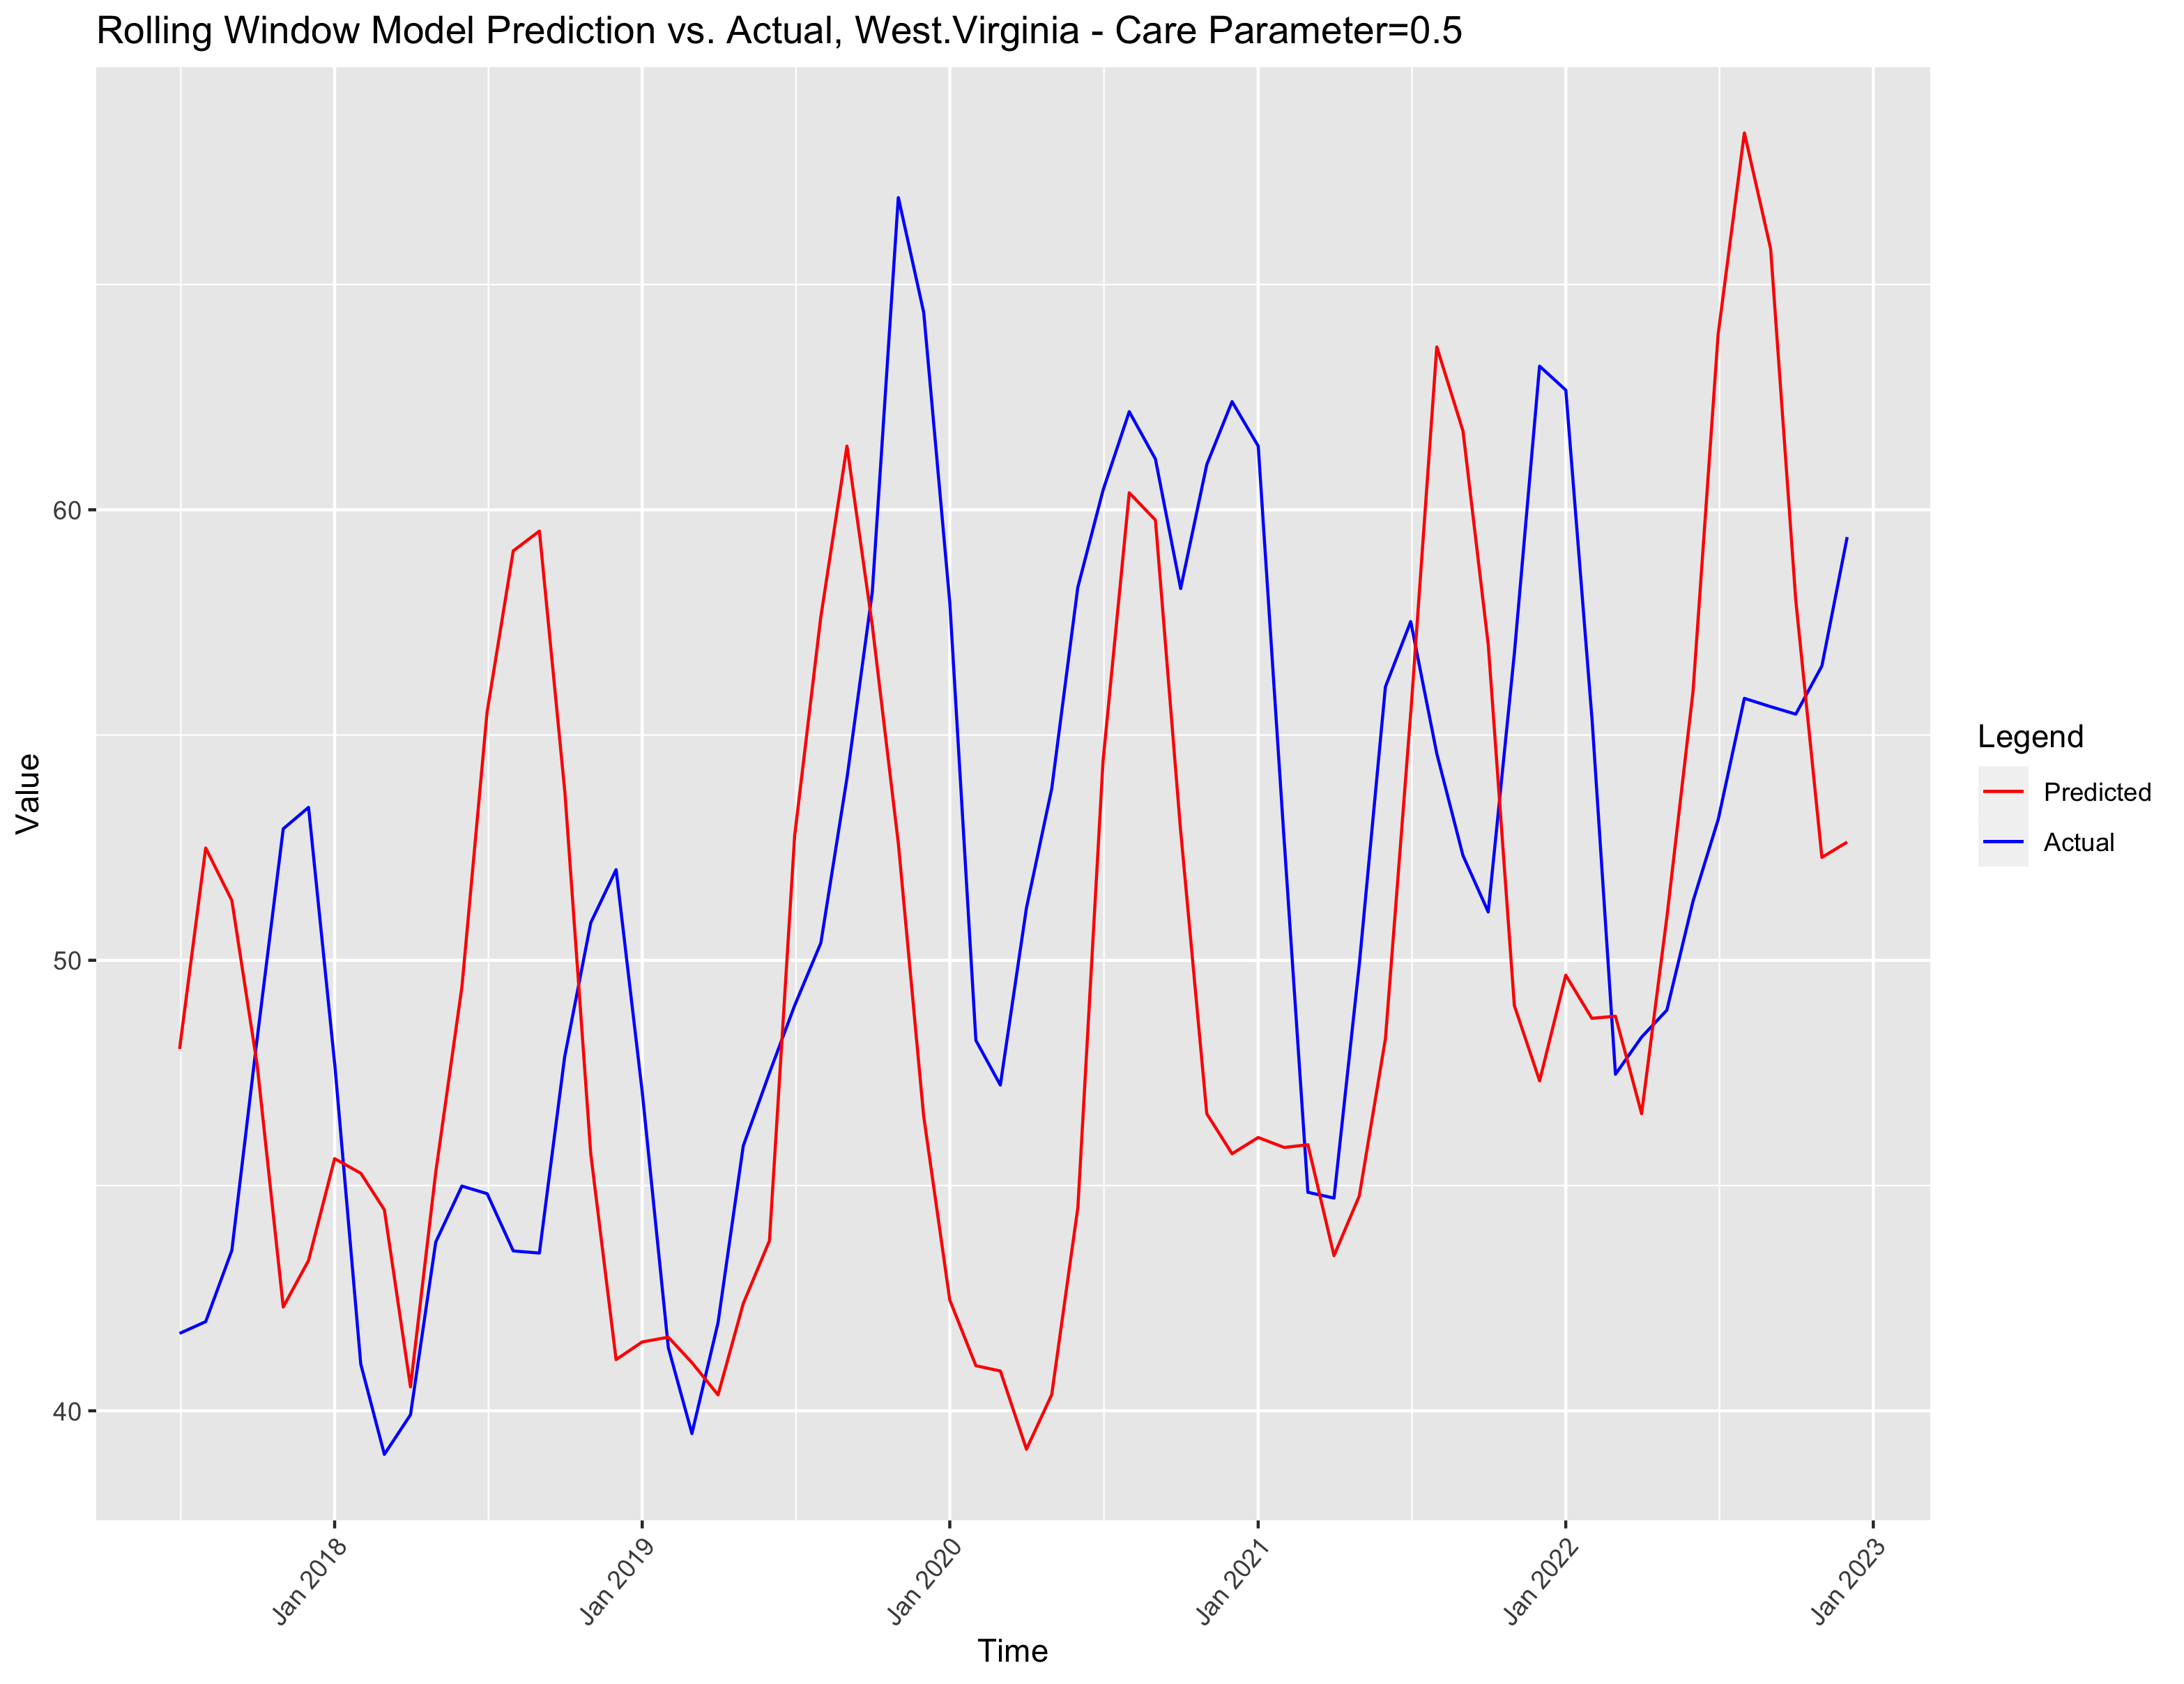 Rolling Window Model Prediction vs. Actual, West.Virginia - Care Parameter=0.5
Value
60
50
40
Jan 2018
Jan 2019
Jan 2020
Jan 2021
Jan 2022
Jan 2023
Time
Legend
Predicted
Actual